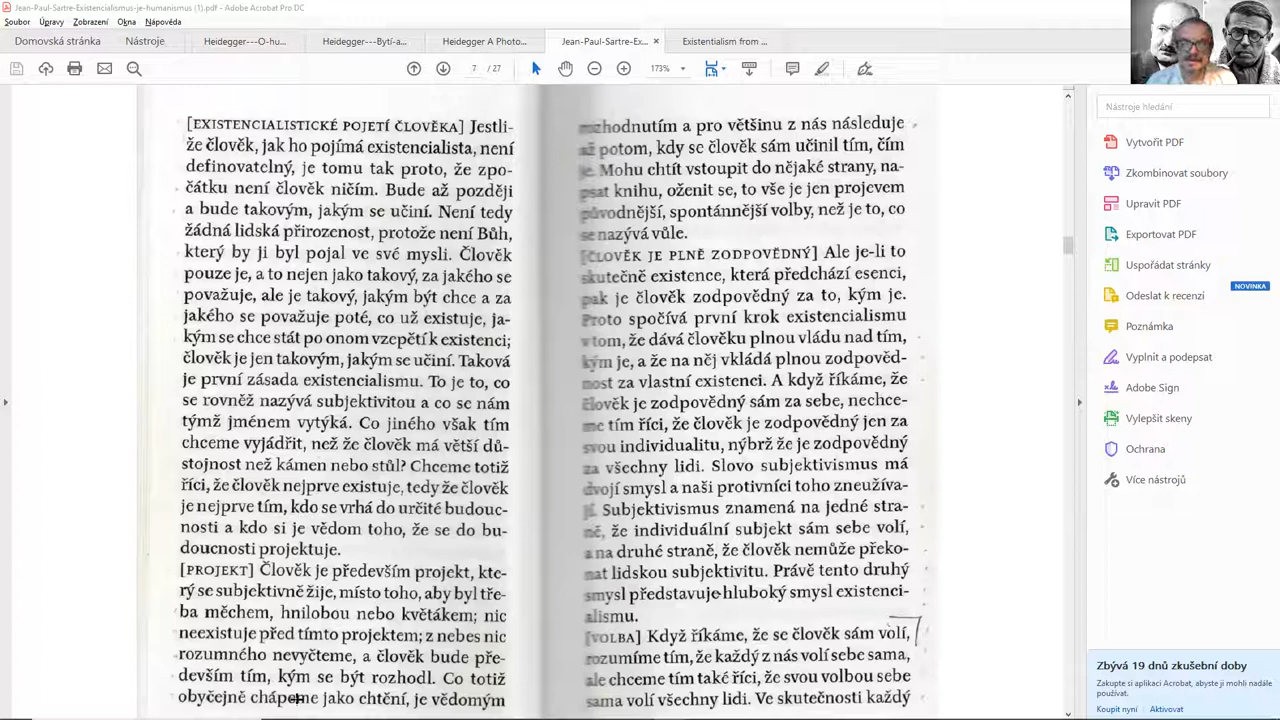 Jean-Paul-Sartre-Existencialismus-je-humanismus (1).pdf - Adobe Acrobat Pro DC
Soubor Úpravy Zobrazení Okna Nápověda
Domovská stránka Nástroje Heidegger---O-hu... Heidegger---Bytí-a... Heidegger A Photo... Jean-Paul-Sartre-Ex... × Existentialism from ...
7 / 27 173%
[EXISTENCIALISTICKÉ POJETÍ ČLOVĚKA] Jestli-
že člověk, jak ho pojímá existencialista, není
definovatelný, je tomu tak proto, že zpo-
čátku není člověk ničím. Bude až později
a bude takovým, jakým se učiní. Není tedy
žádná lidská přirozenost, protože není Bůh,
který by ji byl pojal ve své mysli. Člověk
pouze je, a to nejen jako takový, za jakého se
považuje, ale je takový, jakým být chce a za
jakého se považuje poté, co už existuje, ja-
kým se chce stát po onom vzepětí k existenci;
člověk je jen takovým, jakým se učiní. Taková
je první zásada existencialismu. To je to, co
se rovněž nazývá subjektivitou a co se nám
týmž jménem vytýká. Co jiného však tím
chceme vyjádřit, než že člověk má větší dů-
stojnost než kámen nebo stůl? Chceme totiž
říci, že člověk nejprve existuje, tedy že člověk
je nejprve tím, kdo se vrhá do určité budouc-
nosti a kdo si je vědom toho, že se do bu-
doucnosti projektuje.
[PROJEKT] Člověk je především projekt, kte-
rý se subjektivně žije, místo toho, aby byl tře-
ba měchem, hnilobou nebo květákem; nic
neexistuje před tímto projektem; z nebes nic
rozumného nevyčteme, a člověk bude pře-
devším tím, kým se být rozhodl. Co totiž
obyčejně chápeme jako chtění, je vědomým
rozhodnutím a pro většinu z nás následuje
až potom, kdy se člověk sám učinil tím, čím
je. Mohu chtít vstoupit do nějaké strany, na-
psat knihu, oženit se, to vše je jen projevem
původnější, spontánnější volby, než je to, co
se nazývá vůle.
[ČLOVĚK JE PLNĚ ZODPOVĚDNÝ] Ale je-li to
skutečně existence, která předchází esenci,
pak je člověk zodpovědný za to, kým je.
Proto spočívá první krok existencialismu
v tom, že dává člověku plnou vládu nad tím,
kým je, a že na něj vkládá plnou zodpověd-
nost za vlastní existenci. A když říkáme, že
člověk je zodpovědný sám za sebe, nechce-
me tím říci, že člověk je zodpovědný jen za
svou individualitu, nýbrž že je zodpovědný
za všechny lidi. Slovo subjektivismus má
dvojí smysl a naši protivníci toho zneužíva-
jí. Subjektivismus znamená na jedné stra-
ně, že individuální subjekt sám sebe volí,
a na druhé straně, že člověk nemůže překo-
nat lidskou subjektivitu. Právě tento druhý
smysl představuje hluboký smysl existenci-
alismu.
[VOLBA] Když říkáme, že se člověk sám volí,
rozumíme tím, že každý z nás volí sebe sama,
ale chceme tím také říci, že svou volbou sebe
sama volí všechny lidi. Ve skutečnosti každý
Nástroje hledání
Vytvořit PDF
Zkombinovat soubory
Upravit PDF
Exportovat PDF
Uspořádat stránky
NOVINKA
Odeslat k recenzi
Poznámka
Vyplnit a podepsat
Adobe Sign
Vylepšit skeny
Ochrana
Více nástrojů
Zbývá 19 dnů zkušební doby
Zakupte si aplikaci Acrobat, abyste ji mohli nadále
používat.
Koupit nyní Aktivovat